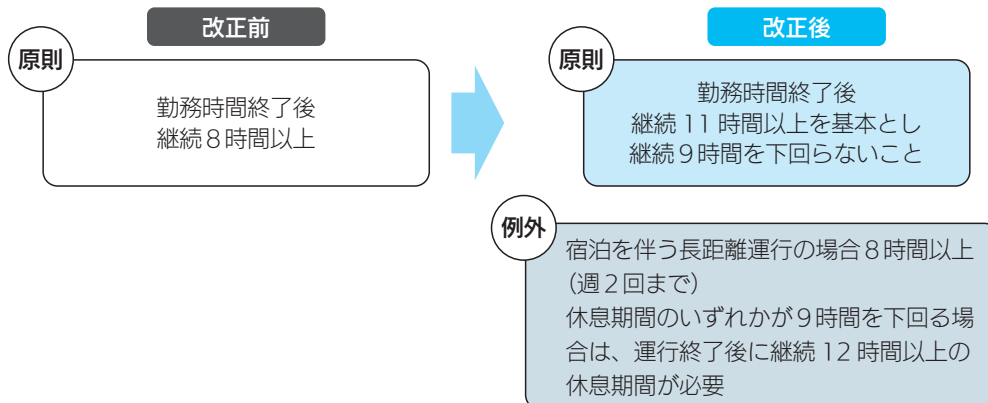 改正前
原則
勤務時間終了後
継続8時間以上
改正後
原則
勤務時間終了後
継続 11 時間以上を基本とし
継続9時間を下回らないこと
例外
宿泊を伴う長距離運行の場合8時間以上
(週2回まで)
休息期間のいずれかが9時間を下回る場
合は、運行終了後に継続 12 時間以上の
休息期間が必要